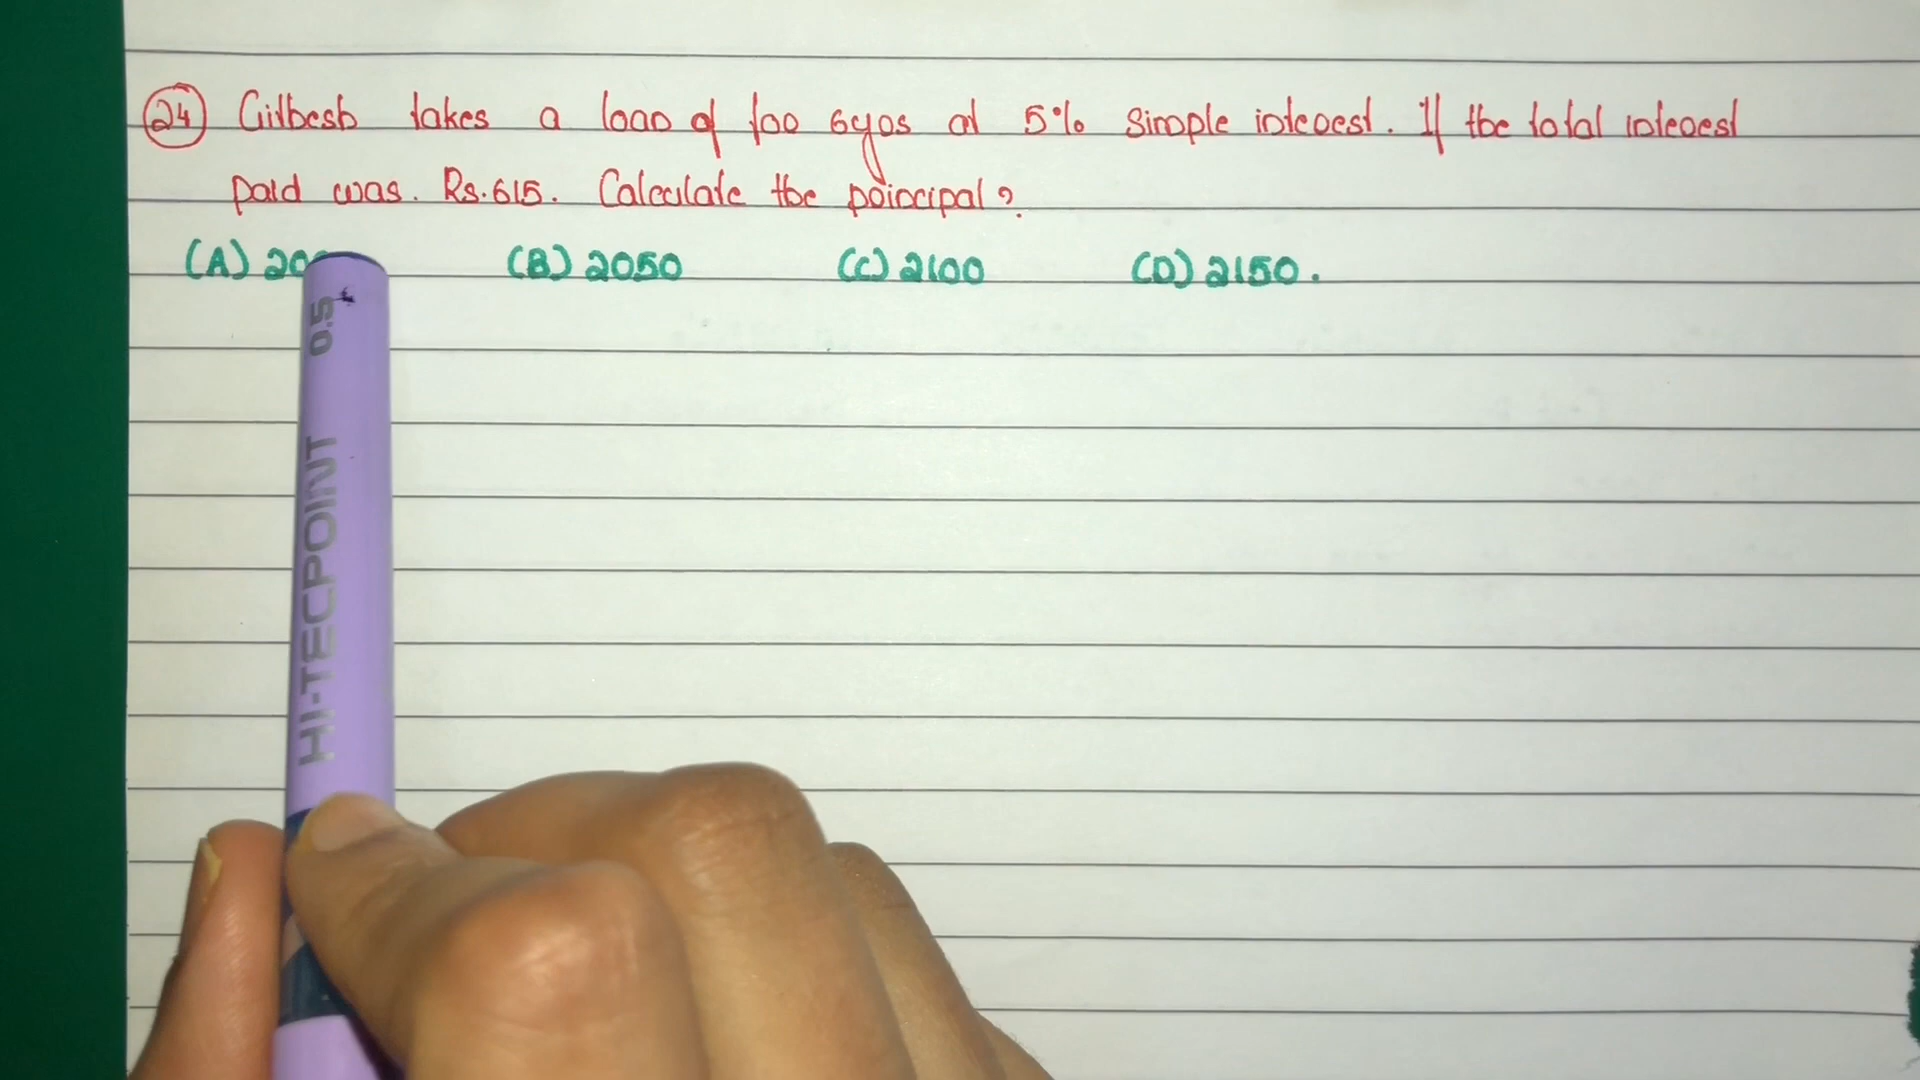 24 Girlbesh takes a loan of for 6yrs at 5% simple interest. If the total interest
paid was. Rs.615. Calculate the principal?
(A) 20 (B) 2050 (C) 2100 (D) 2150.
0.5
HI-TECPOINT